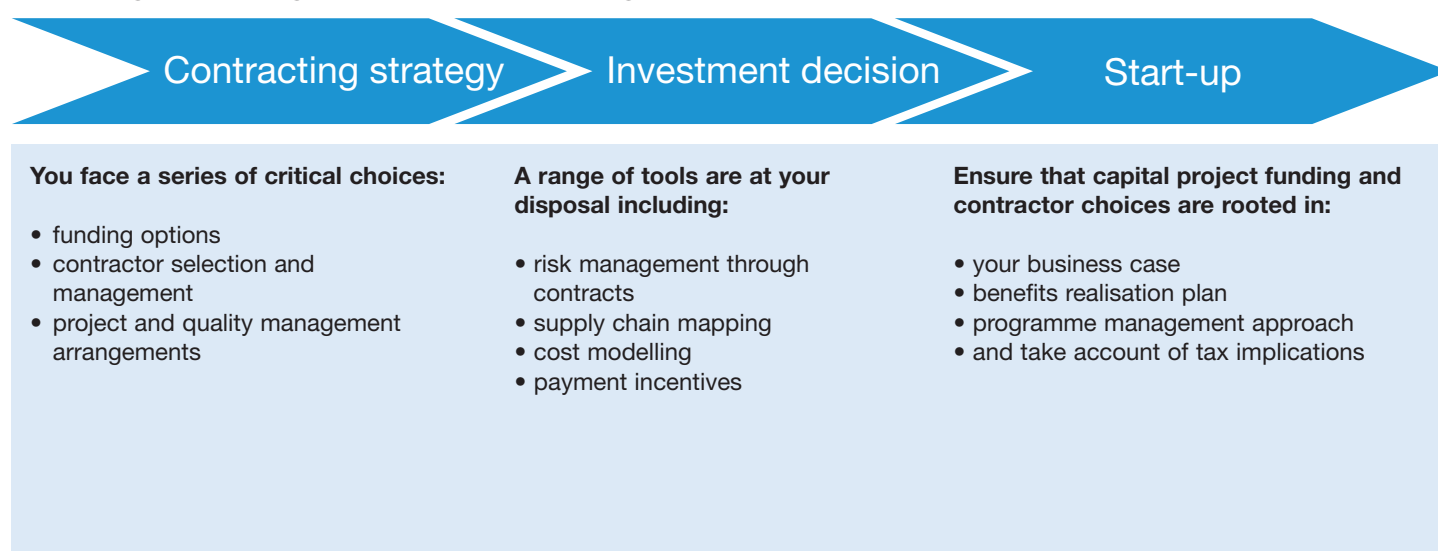 Contracting strategy
Investment decision
Start-up
You face a series of critical choices:
• funding options
• contractor selection and
management
• project and quality management
arrangements
A range of tools are at your
disposal including:
• risk management through
contracts
• supply chain mapping
• cost modelling
• payment incentives
Ensure that capital project funding and
contractor choices are rooted in:
• your business case
• benefits realisation plan
• programme management approach
• and take account of tax implications